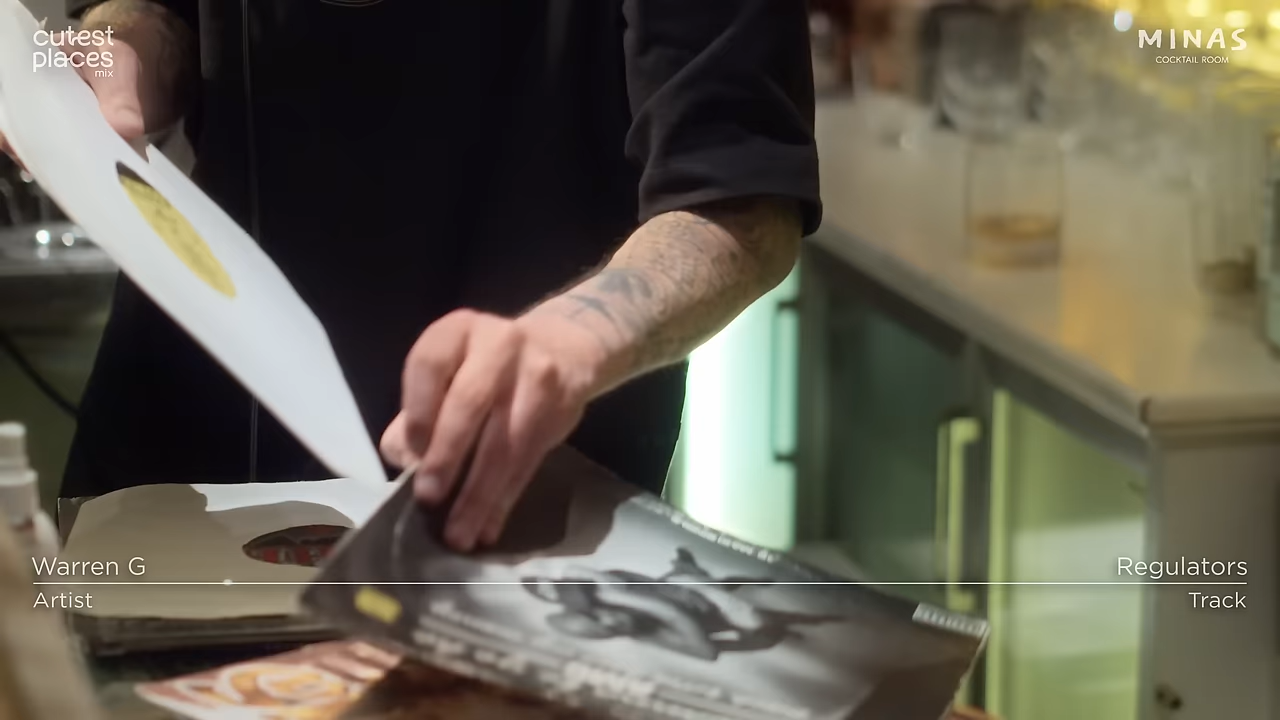 cutest
places
mix
MINAS
COCKTAIL ROOM
Warren G
Artist
Regulators
Track